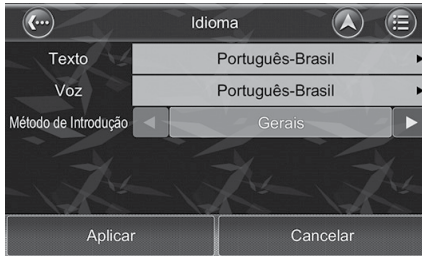 Idioma
Texto Português-Brasil
Voz Português-Brasil
Método de Introdução Gerais
Aplicar Cancelar